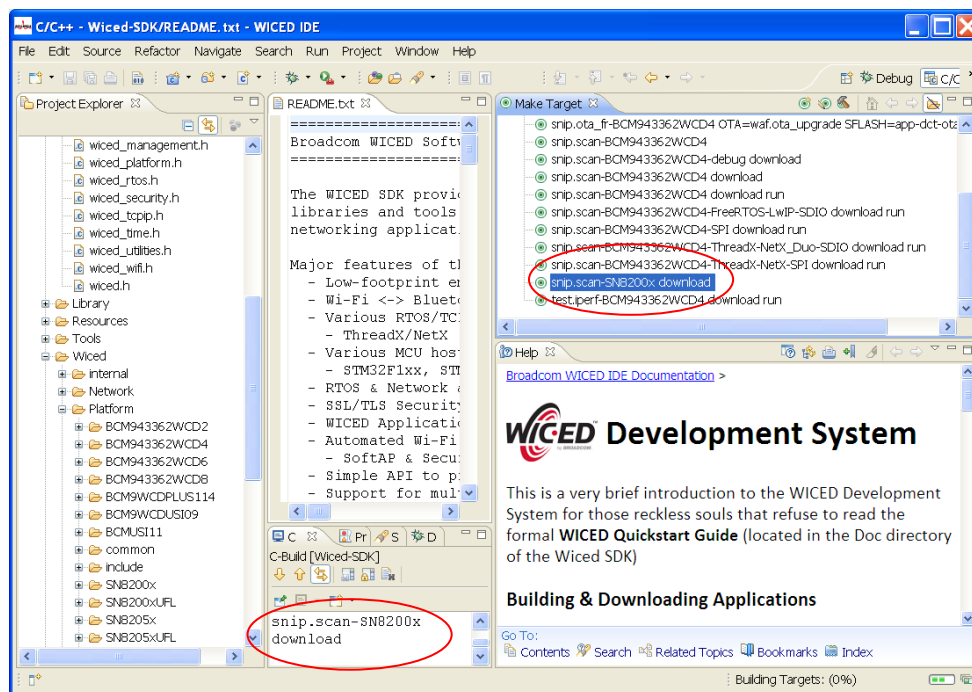 C/C++ - Wiced-SDK/README.txt - WICED IDE
File Edit Source Refactor Navigate Search Run Project Window Help
Debug C/C
Project Explorer
wiced_management.h
wiced_platform.h
wiced_rtos.h
wiced_security.h
wiced_tcpip.h
wiced_time.h
wiced_utilities.h
wiced_wifi.h
wiced.h
Library
Resources
Tools
Wiced
internal
Network
Platform
BCM943362WCD2
BCM943362WCD4
BCM943362WCD6
BCM943362WCD8
BCM9WCDPLUS114
BCM9WCDUSI09
BCMUSI11
common
include
SN8200x
SN8200xUFL
SN8205x
SN8205xUFL
README.txt
=====================
Broadcom WICED Softw
=====================
The WICED SDK provid
libraries and tools
networking applicati
Major features of th
- Low-footprint em
- Wi-Fi <-> Blueto
- Various RTOS/TCP
- ThreadX/NetX
- Various MCU host
- STM32F1xx, STM
- RTOS & Network a
- SSL/TLS Security
- WICED Applicatio
- Automated Wi-Fi
- SoftAP & Secu
- Simple API to pr
- Support for mul
C Pr S D
C-Build [Wiced-SDK]
snip.scan-SN8200x
download
Make Target
snip.ota_fr-BCM943362WCD4 OTA=waf.ota_upgrade SFLASH=app-dct-ota
snip.scan-BCM943362WCD4
snip.scan-BCM943362WCD4-debug download
snip.scan-BCM943362WCD4 download
snip.scan-BCM943362WCD4 download run
snip.scan-BCM943362WCD4-FreeRTOS-LwIP-SDIO download run
snip.scan-BCM943362WCD4-SPI download run
snip.scan-BCM943362WCD4-ThreadX-NetX_Duo-SDIO download run
snip.scan-BCM943362WCD4-ThreadX-NetX-SPI download run
snip.scan-SN8200x download
test.iperf-BCM943362WCD4 download run
Help
Broadcom WICED IDE Documentation >
WICED Development System
This is a very brief introduction to the WICED Development
System for those reckless souls that refuse to read the
formal WICED Quickstart Guide (located in the Doc directory
of the Wiced SDK)
Building & Downloading Applications
Go To:
Contents Search Related Topics Bookmarks Index
Building Targets: (0%)